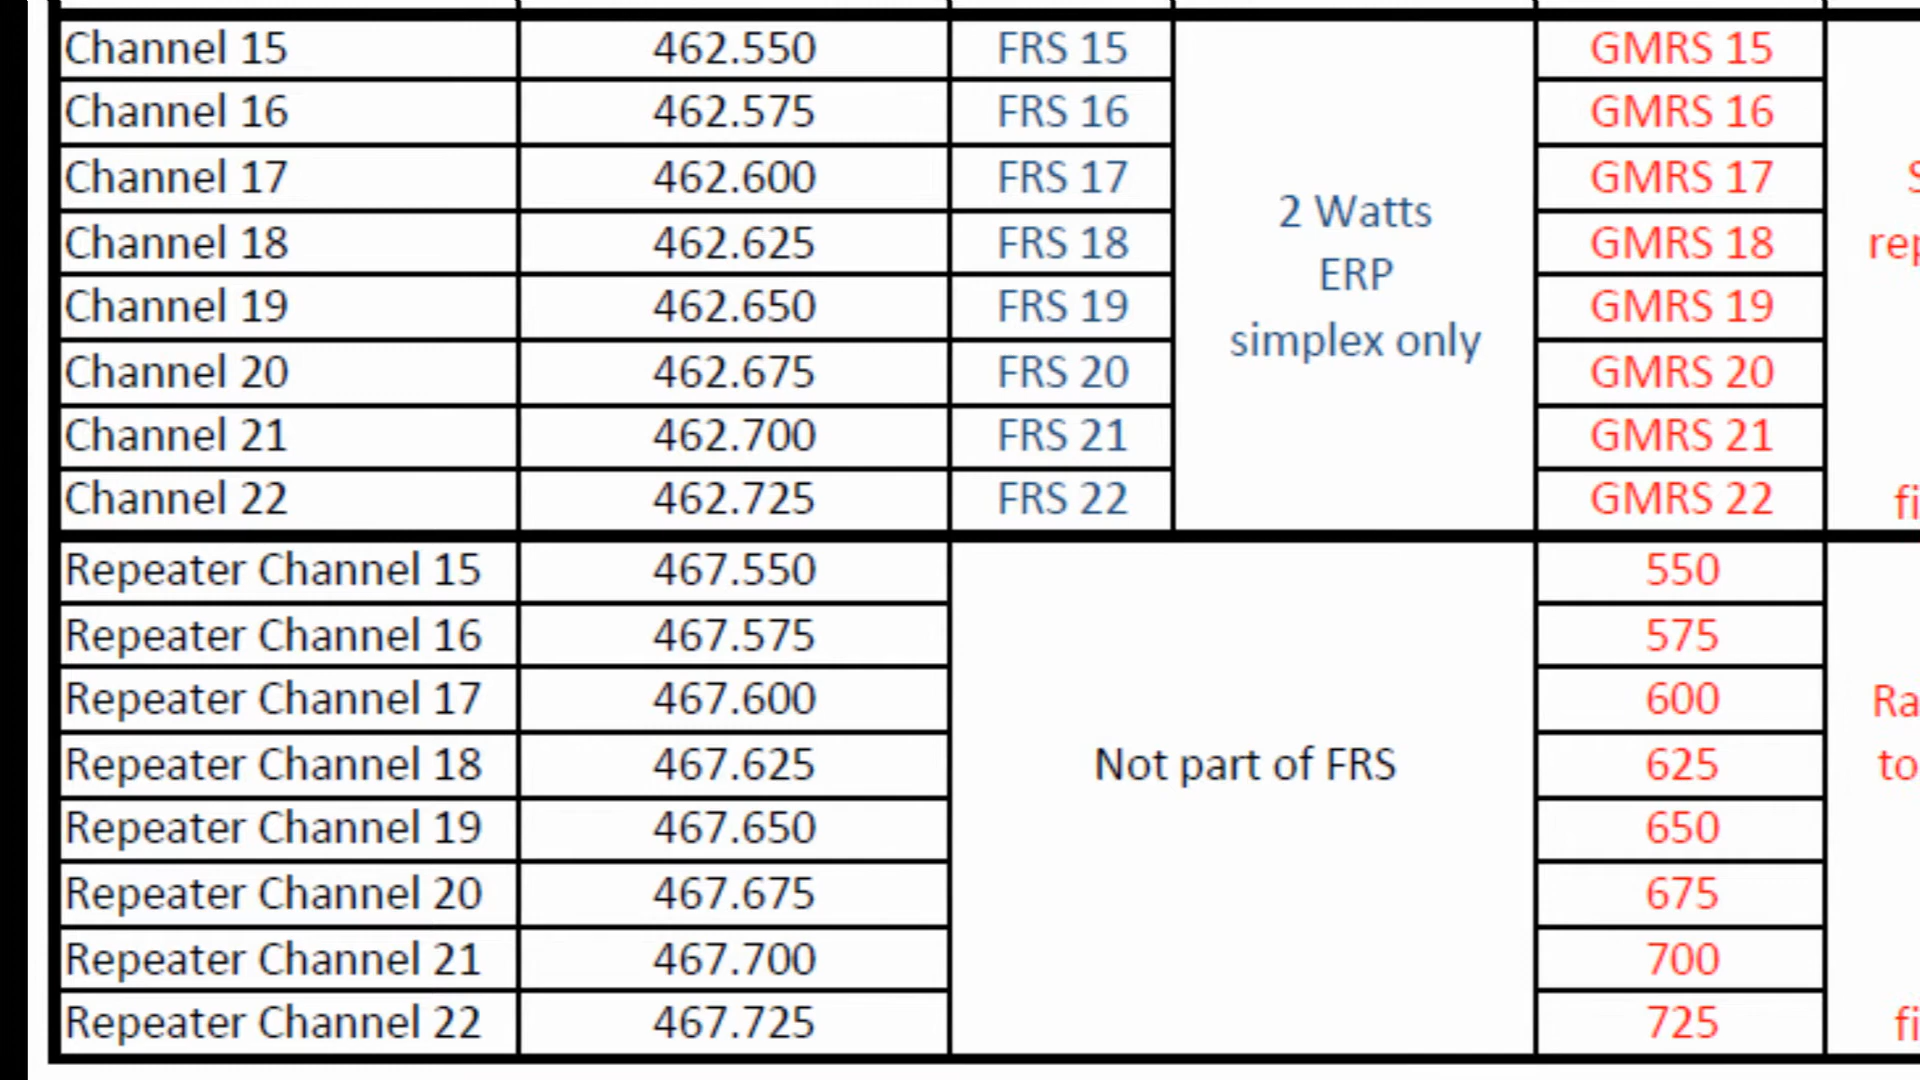 Channel 15 462.550 FRS 15 GMRS 15
Channel 16 462.575 FRS 16 GMRS 16
Channel 17 462.600 FRS 17 GMRS 17
2 Watts
Channel 18 462.625 FRS 18 GMRS 18
ERP
Channel 19 462.650 FRS 19 GMRS 19
simplex only
Channel 20 462.675 FRS 20 GMRS 20
Channel 21 462.700 FRS 21 GMRS 21
Channel 22 462.725 FRS 22 GMRS 22
Repeater Channel 15 467.550 550
Repeater Channel 16 467.575 575
Repeater Channel 17 467.600 600
Repeater Channel 18 467.625 Not part of FRS 625
Repeater Channel 19 467.650 650
Repeater Channel 20 467.675 675
Repeater Channel 21 467.700 700
Repeater Channel 22 467.725 725